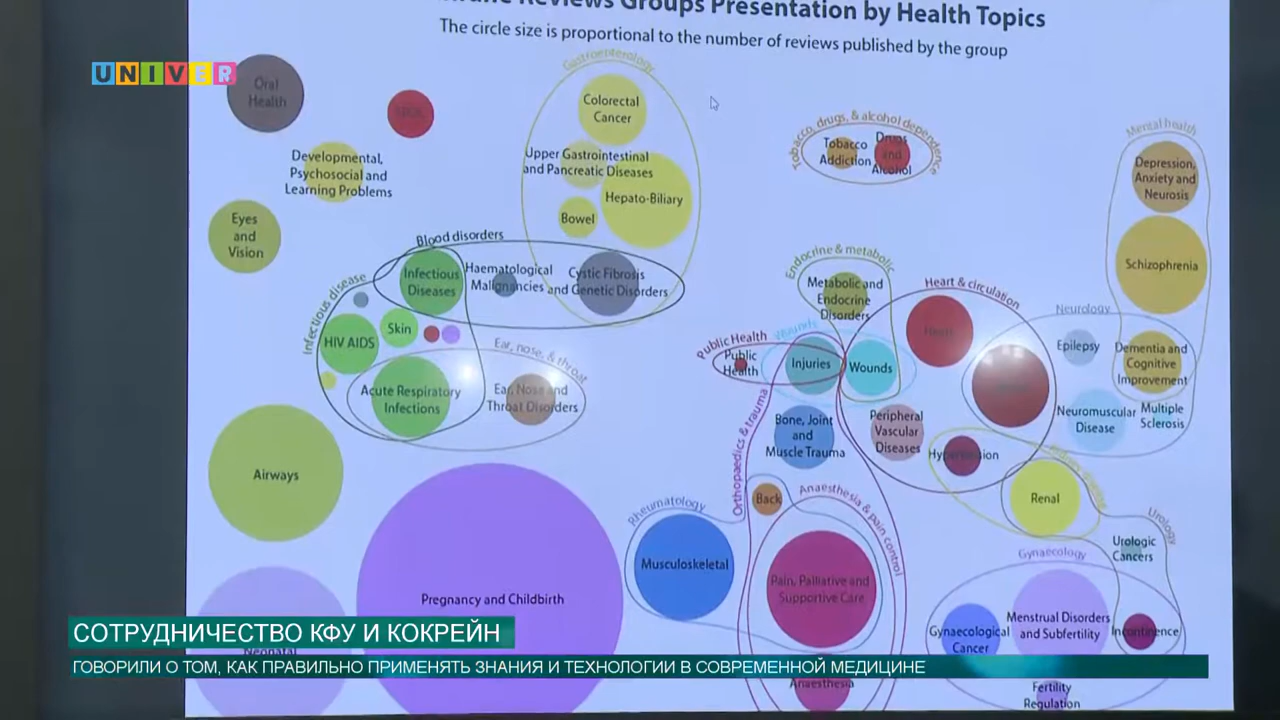 Reviews Groups Presentation by Health Topics
The circle size is proportional to the number of reviews published by the group
UNIVER
Oral
Health
Developmental,
Psychosocial and
Learning Problems
Eyes
and
Vision
Gastroenterology
Colorectal
Cancer
Upper Gastrointestinal
and Pancreatic Diseases
Hepato-Biliary
Bowel
Blood disorders
Infectious
Diseases
Haematological
Malignancies
Cystic Fibrosis
and Genetic Disorders
Infectious disease
HIV AIDS
Skin
Ear, nose, & throat
Acute Respiratory
Infections
Ear, Nose and
Throat Disorders
Airways
Pregnancy and Childbirth
Neonatal
Tobacco, drugs, & alcohol dependence
Tobacco
Addiction
Drugs
and
Alcohol
Mental health
Depression,
Anxiety and
Neurosis
Schizophrenia
Endocrine & metabolic
Metabolic and
Endocrine
Disorders
Heart & circulation
Heart
Neurology
Epilepsy
Dementia and
Cognitive
Improvement
Neuromuscular
Disease
Multiple
Sclerosis
Public Health
Public
Health
Wounds
Injuries
Wounds
Orthopaedics & trauma
Bone, Joint
and
Muscle Trauma
Peripheral
Vascular
Diseases
Hypertension
Renal
Back
Rheumatology
Musculoskeletal
Anaesthesia & pain control
Pain, Palliative and
Supportive Care
Anaesthesia
Urology
Urologic
Cancers
Gynaecology
Gynaecological
Cancer
Menstrual Disorders
and Subfertility
Incontinence
Fertility
Regulation
СОТРУДНИЧЕСТВО КФУ И КОКРЕЙН
ГОВОРИЛИ О ТОМ, КАК ПРАВИЛЬНО ПРИМЕНЯТЬ ЗНАНИЯ И ТЕХНОЛОГИИ В СОВРЕМЕННОЙ МЕДИЦИНЕ